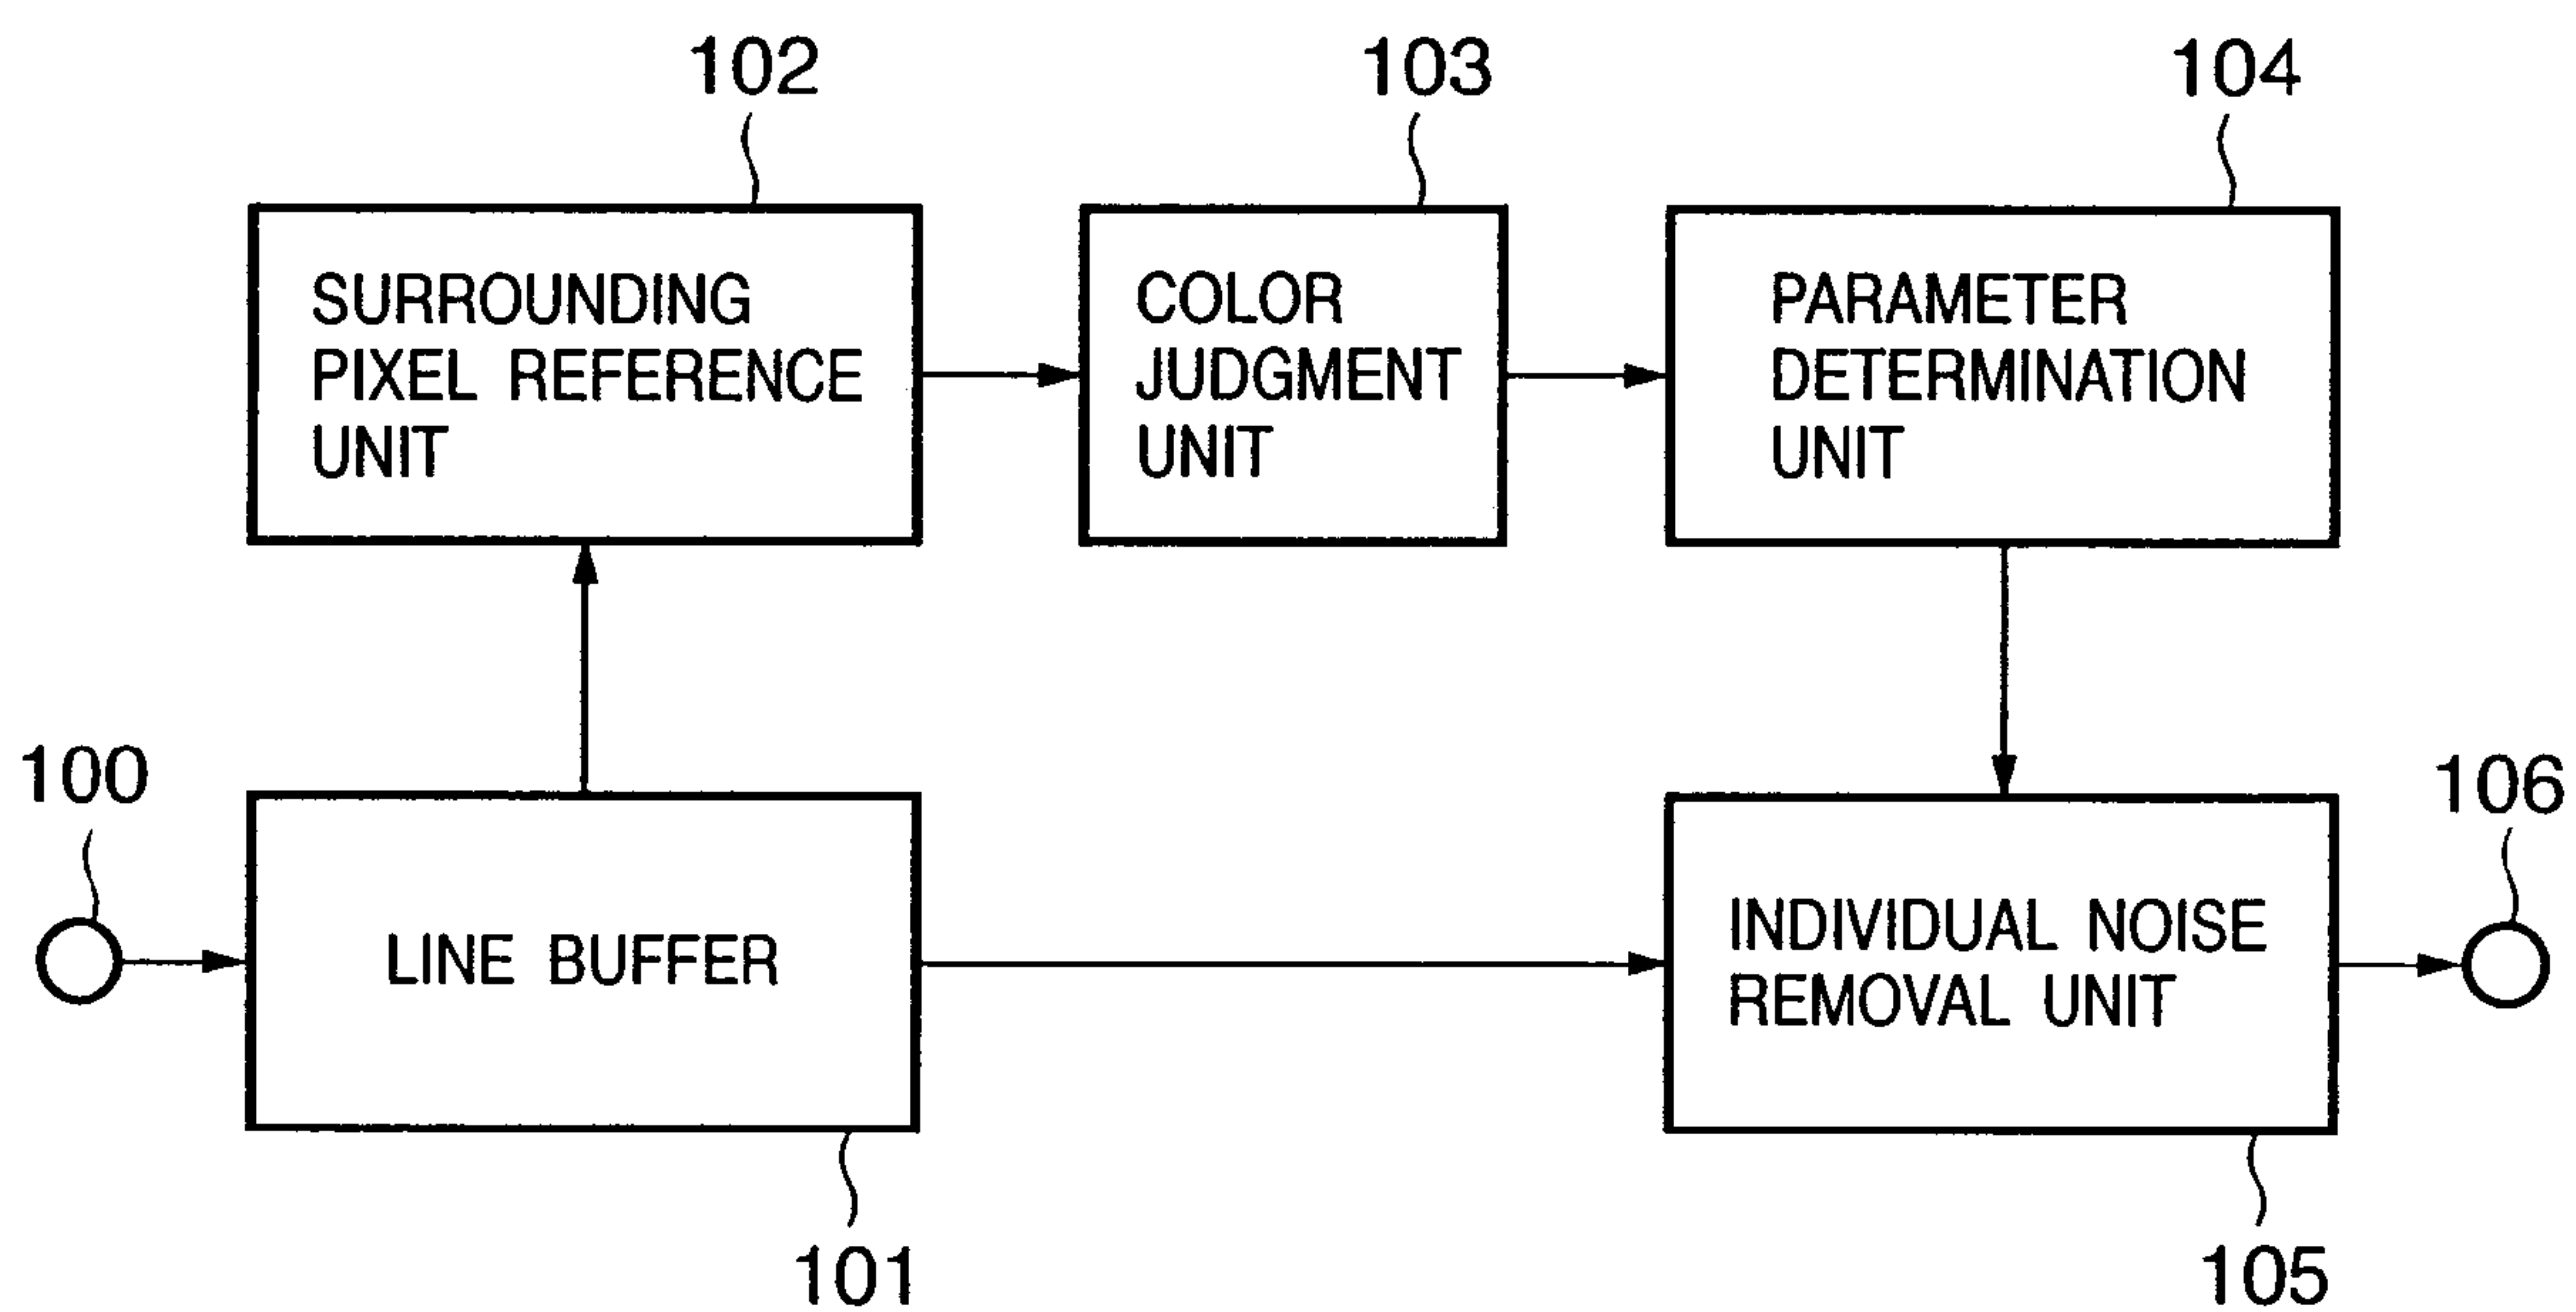 102
103
104
SURROUNDING
PIXEL REFERENCE
UNIT
COLOR
JUDGMENT
UNIT
PARAMETER
DETERMINATION
UNIT
100
106
LINE BUFFER
INDIVIDUAL NOISE
REMOVAL UNIT
101
105